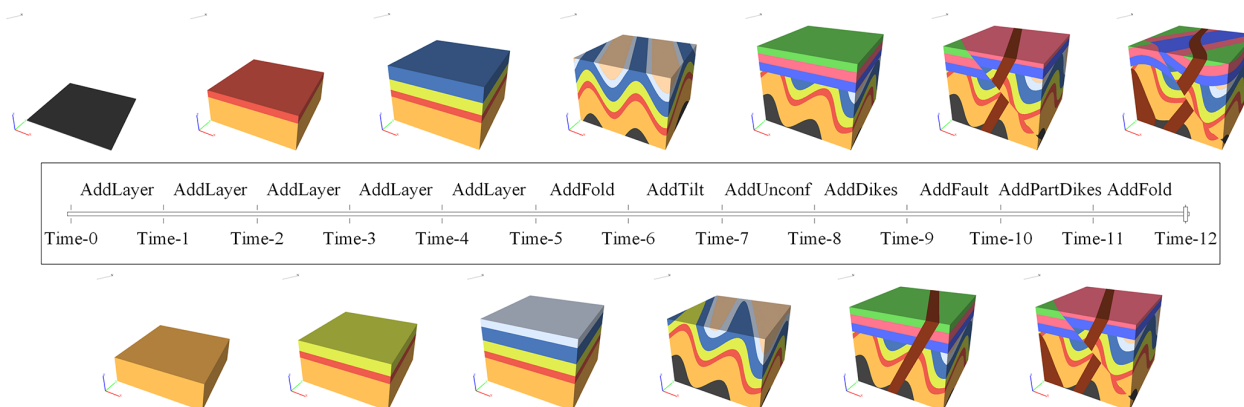 AddLayer AddLayer AddLayer AddLayer AddLayer AddFold AddTilt AddUnconf AddDikes AddFault AddPartDikes AddFold
Time-0 Time-1 Time-2 Time-3 Time-4 Time-5 Time-6 Time-7 Time-8 Time-9 Time-10 Time-11 Time-12